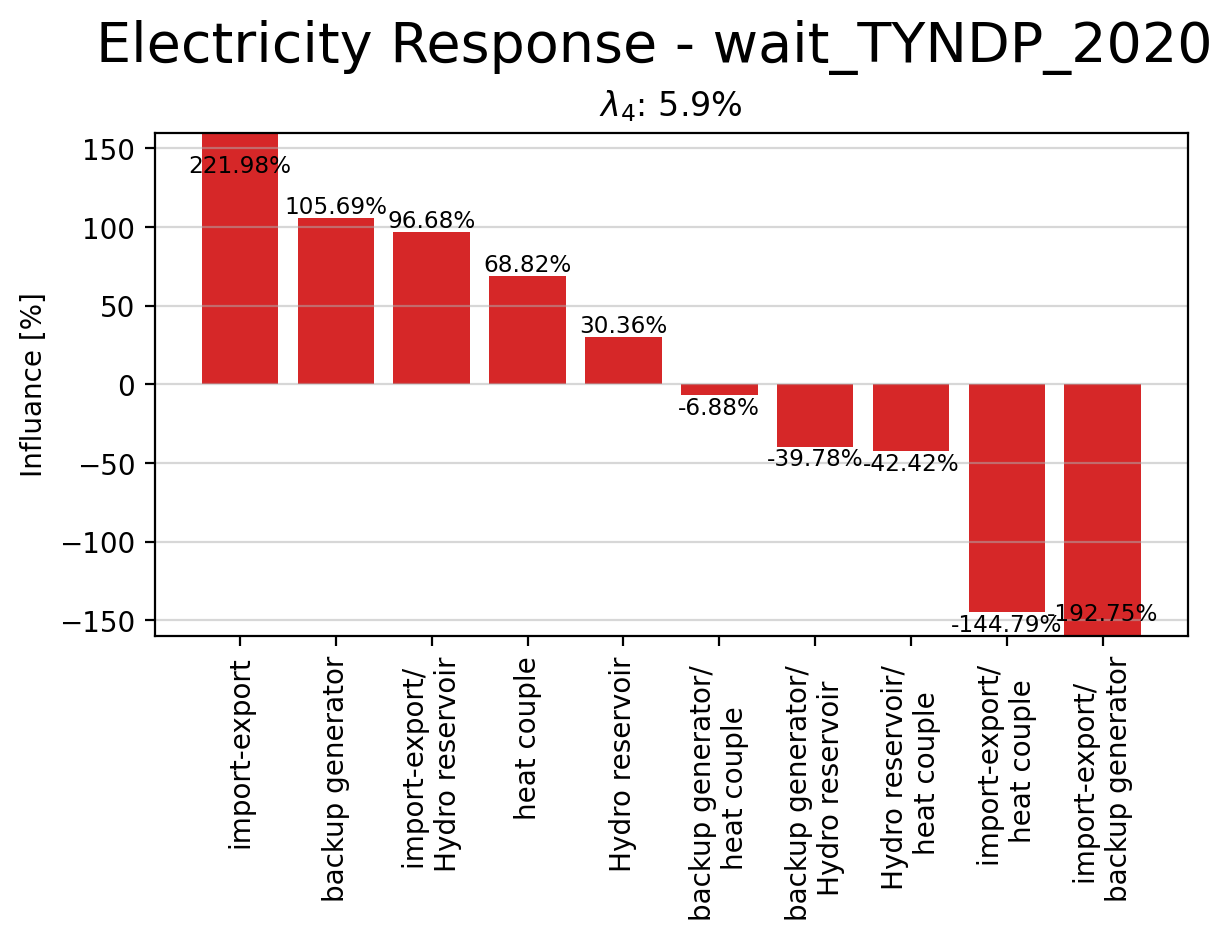 Electricity Response - wait_TYNDP_2020
λ4: 5.9%
Influance [%]
150
100
50
0
−50
−100
−150
221.98%
105.69%
96.68%
68.82%
30.36%
-6.88%
-39.78%
-42.42%
-144.79%
-192.75%
import-export
backup generator
import-export/
Hydro reservoir
heat couple
Hydro reservoir
backup generator/
heat couple
backup generator/
Hydro reservoir
Hydro reservoir/
heat couple
import-export/
heat couple
import-export/
backup generator